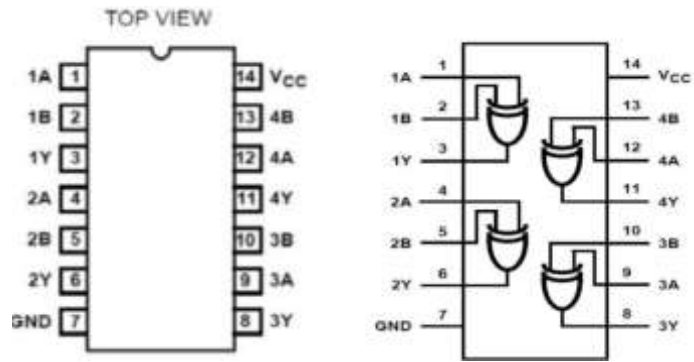 TOP VIEW
1A 1 14 VCC
1B 2 13 4B
1Y 3 12 4A
2A 4 11 4Y
2B 5 10 3B
2Y 6 9 3A
GND 7 8 3Y
1A 1 14 VCC
1B 2 13 4B
1Y 3 12 4A
2A 4 11 4Y
2B 5 10 3B
2Y 6 9 3A
GND 7 8 3Y